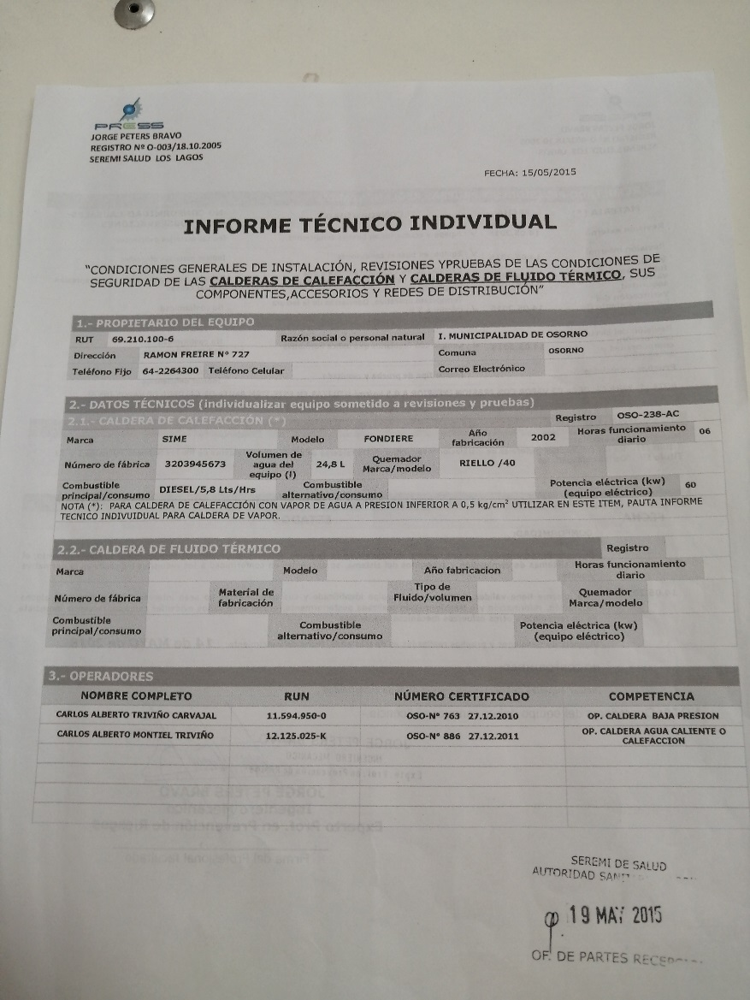 PRESS
JORGE PETERS BRAVO
REGISTRO Nº O-003/18.10.2005
SEREMI SALUD LOS LAGOS
FECHA: 15/05/2015
INFORME TÉCNICO INDIVIDUAL
"CONDICIONES GENERALES DE INSTALACIÓN, REVISIONES YPRUEBAS DE LAS CONDICIONES DE
SEGURIDAD DE LAS CALDERAS DE CALEFACCIÓN Y CALDERAS DE FLUIDO TÉRMICO, SUS
COMPONENTES,ACCESORIOS Y REDES DE DISTRIBUCIÓN"
1.- PROPIETARIO DEL EQUIPO
RUT 69.210.100-6 Razón social o personal natural I. MUNICIPALIDAD DE OSORNO
Dirección RAMON FREIRE Nº 727 Comuna OSORNO
Teléfono Fijo 64-2264300 Teléfono Celular Correo Electrónico
2.- DATOS TÉCNICOS (individualizar equipo sometido a revisiones y pruebas)
2.1.- CALDERA DE CALEFACCIÓN (*) Registro OSO-238-AC
Marca SIME Modelo FONDIERE Año fabricación 2002 Horas funcionamiento diario 06
Número de fábrica 3203945673 Volumen de agua del equipo (l) 24,8 L Quemador Marca/modelo RIELLO /40
Combustible principal/consumo DIESEL/5,8 Lts/Hrs Combustible alternativo/consumo Potencia eléctrica (kw) (equipo eléctrico) 60
NOTA (*): PARA CALDERA DE CALEFACCIÓN CON VAPOR DE AGUA A PRESION INFERIOR A 0,5 kg/cm² UTILIZAR EN ESTE ITEM, PAUTA INFORME
TECNICO INDIVUIDUAL PARA CALDERA DE VAPOR.
2.2.- CALDERA DE FLUIDO TÉRMICO Registro
Marca Modelo Año fabricacion Horas funcionamiento diario
Número de fábrica Material de fabricación Tipo de Fluido/volumen Quemador Marca/modelo
Combustible principal/consumo Combustible alternativo/consumo Potencia eléctrica (kw) (equipo eléctrico)
3.- OPERADORES
NOMBRE COMPLETO RUN NÚMERO CERTIFICADO COMPETENCIA
CARLOS ALBERTO TRIVIÑO CARVAJAL 11.594.950-0 OSO-Nº 763 27.12.2010 OP. CALDERA BAJA PRESION
CARLOS ALBERTO MONTIEL TRIVIÑO 12.125.025-K OSO-Nº 886 27.12.2011 OP. CALDERA AGUA CALIENTE O CALEFACCION
SEREMI DE SALUD
AUTORIDAD
19 MAY 2015
OF. DE PARTES